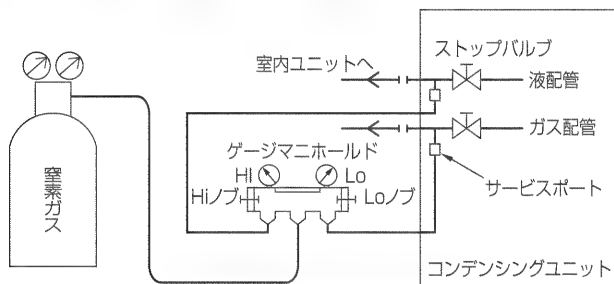 ストップバルブ
室内ユニットへ
液配管
ガス配管
ゲージマニホールド
HI
Lo
Hiノブ
Loノブ
サービスポート
窒素ガス
コンデンシングユニット